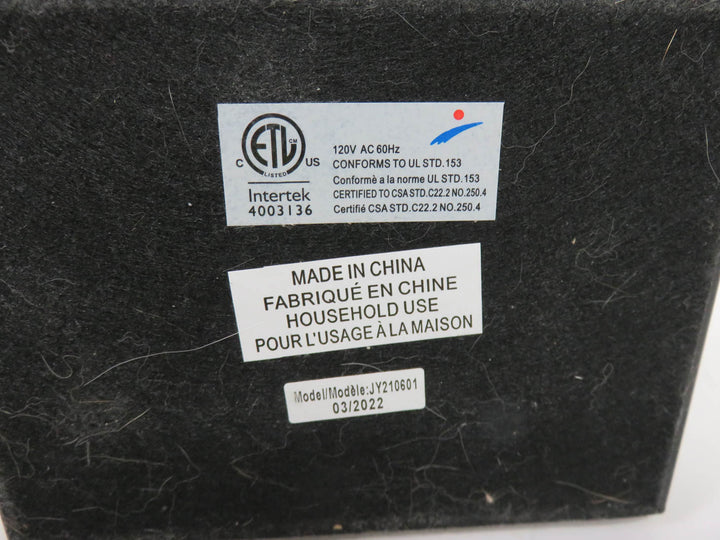 ETL CM
C US
LISTED
Intertek
4003136
120V AC 60Hz
CONFORMS TO UL STD.153
Conformè a la norme UL STD.153
CERTIFIED TO CSA STD.C22.2 NO.250.4
Certifié CSA STD.C22.2 NO.250.4
MADE IN CHINA
FABRIQUÉ EN CHINE
HOUSEHOLD USE
POUR L'USAGE À LA MAISON
Model/Modèle:JY210601
03/2022